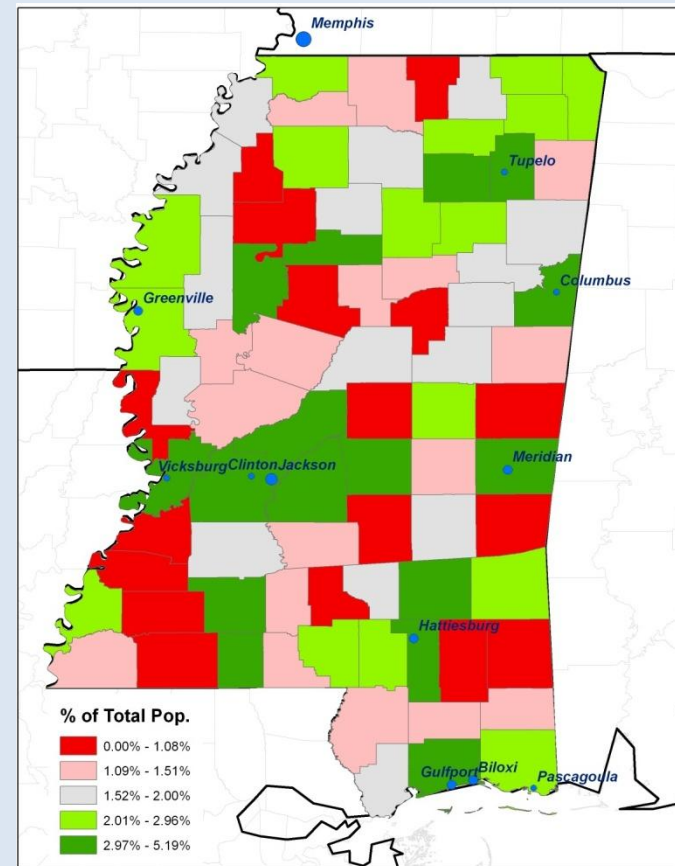 Memphis
Tupelo
Columbus
Greenville
Vicksburg
Clinton
Jackson
Meridian
Hattiesburg
Gulfport
Biloxi
Pascagoula
% of Total Pop.
0.00% - 1.08%
1.09% - 1.51%
1.52% - 2.00%
2.01% - 2.96%
2.97% - 5.19%